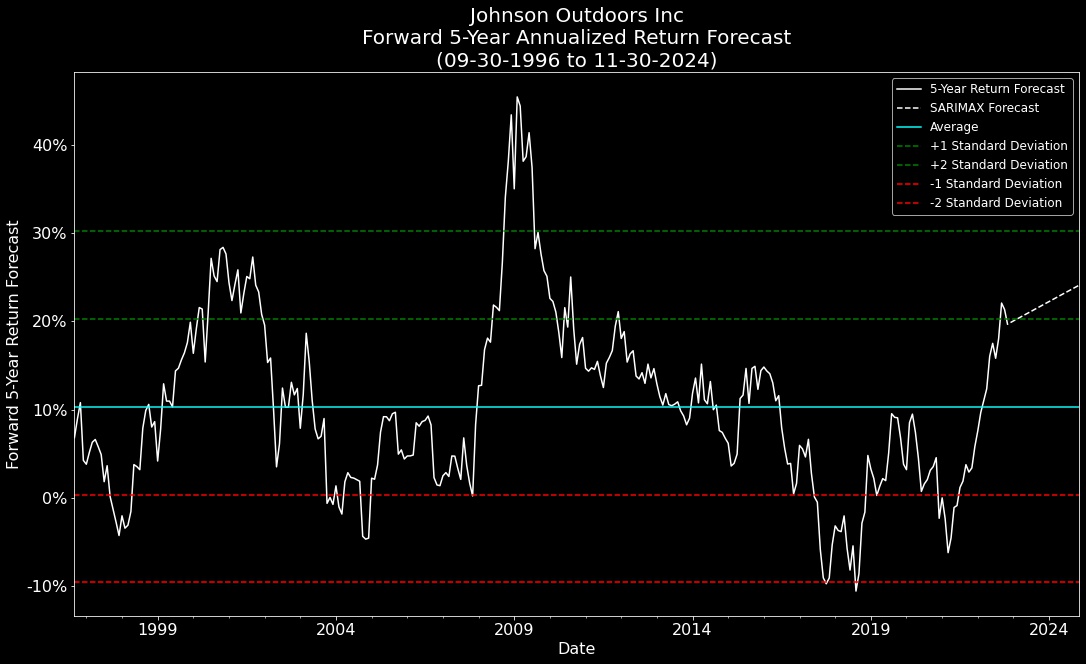 Johnson Outdoors Inc
Forward 5-Year Annualized Return Forecast
(09-30-1996 to 11-30-2024)
5-Year Return Forecast
SARIMAX Forecast
Average
+1 Standard Deviation
+2 Standard Deviation
-1 Standard Deviation
-2 Standard Deviation
Forward 5-Year Return Forecast
40%
30%
20%
10%
0%
-10%
1999 2004 2009 2014 2019 2024
Date